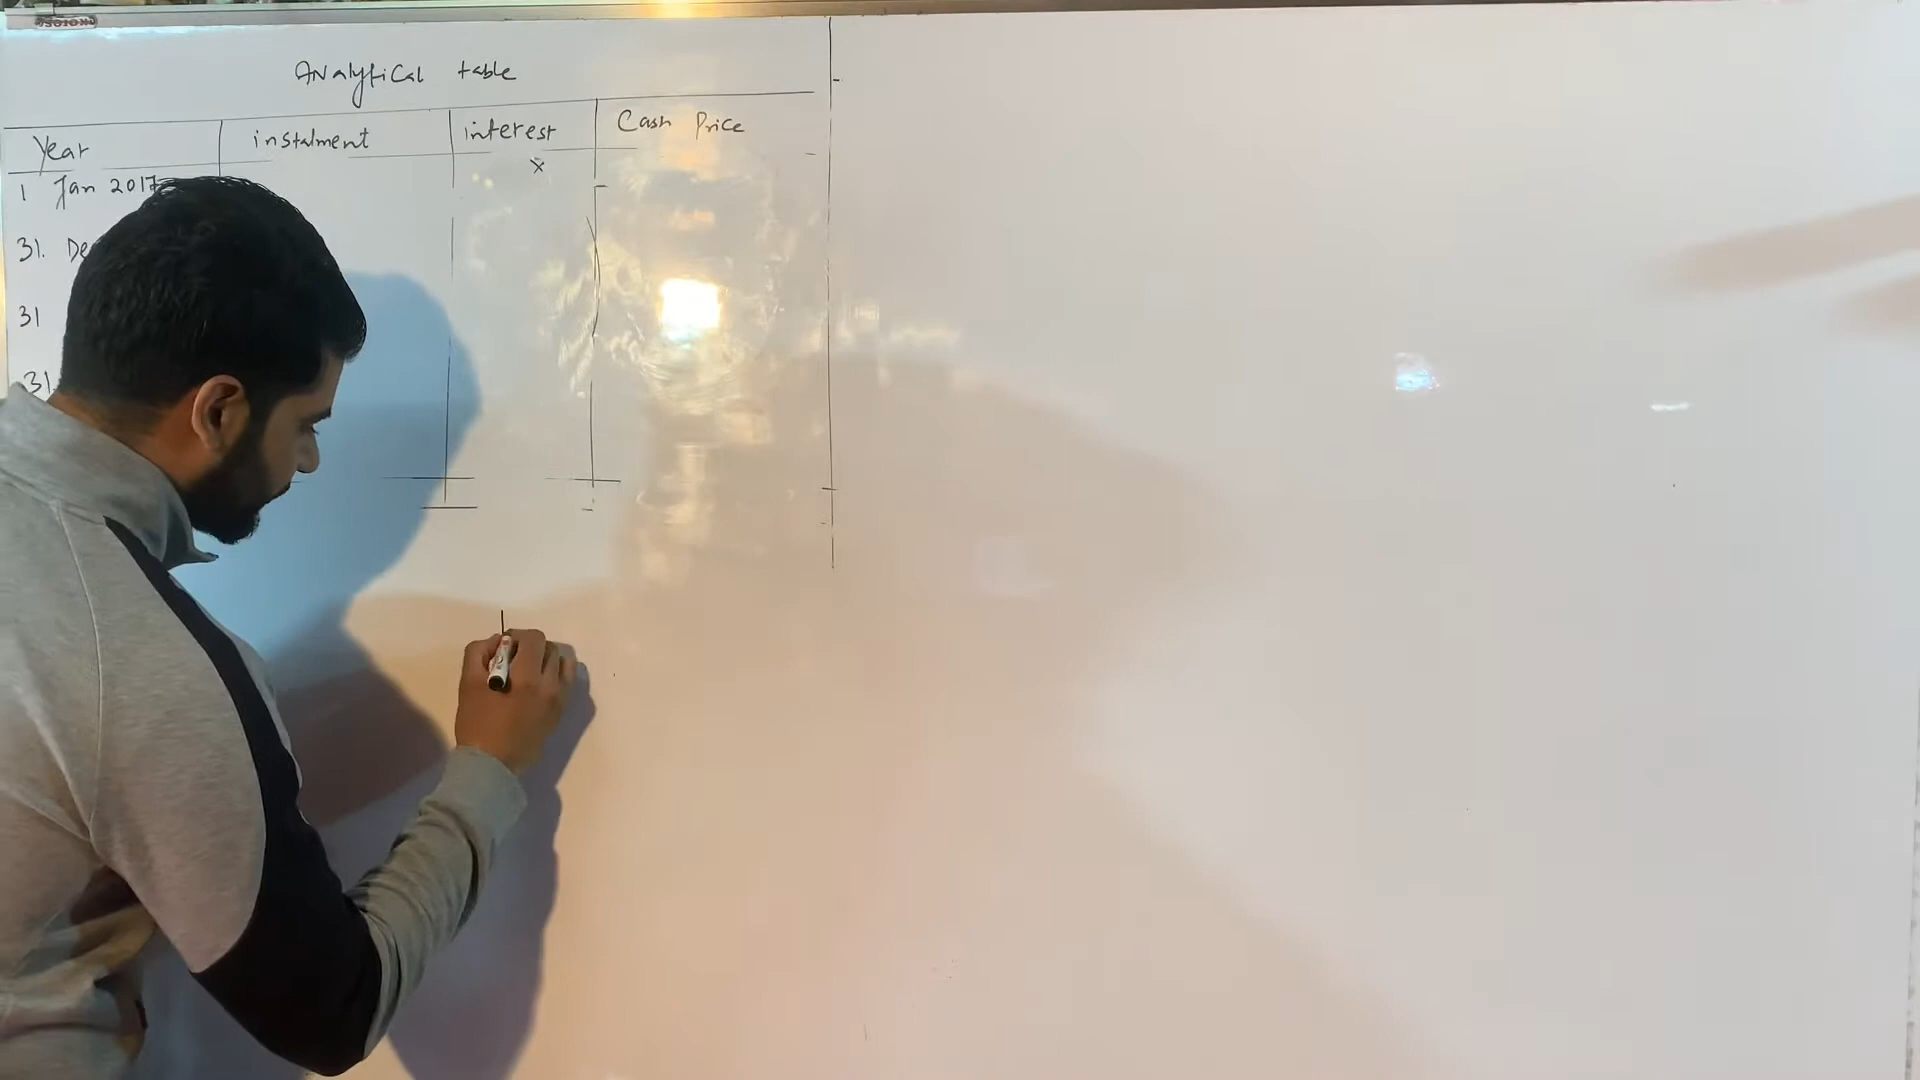 Analytical table
Year instalment interest Cash Price
1 Jan 2017 x
31. De
31
31